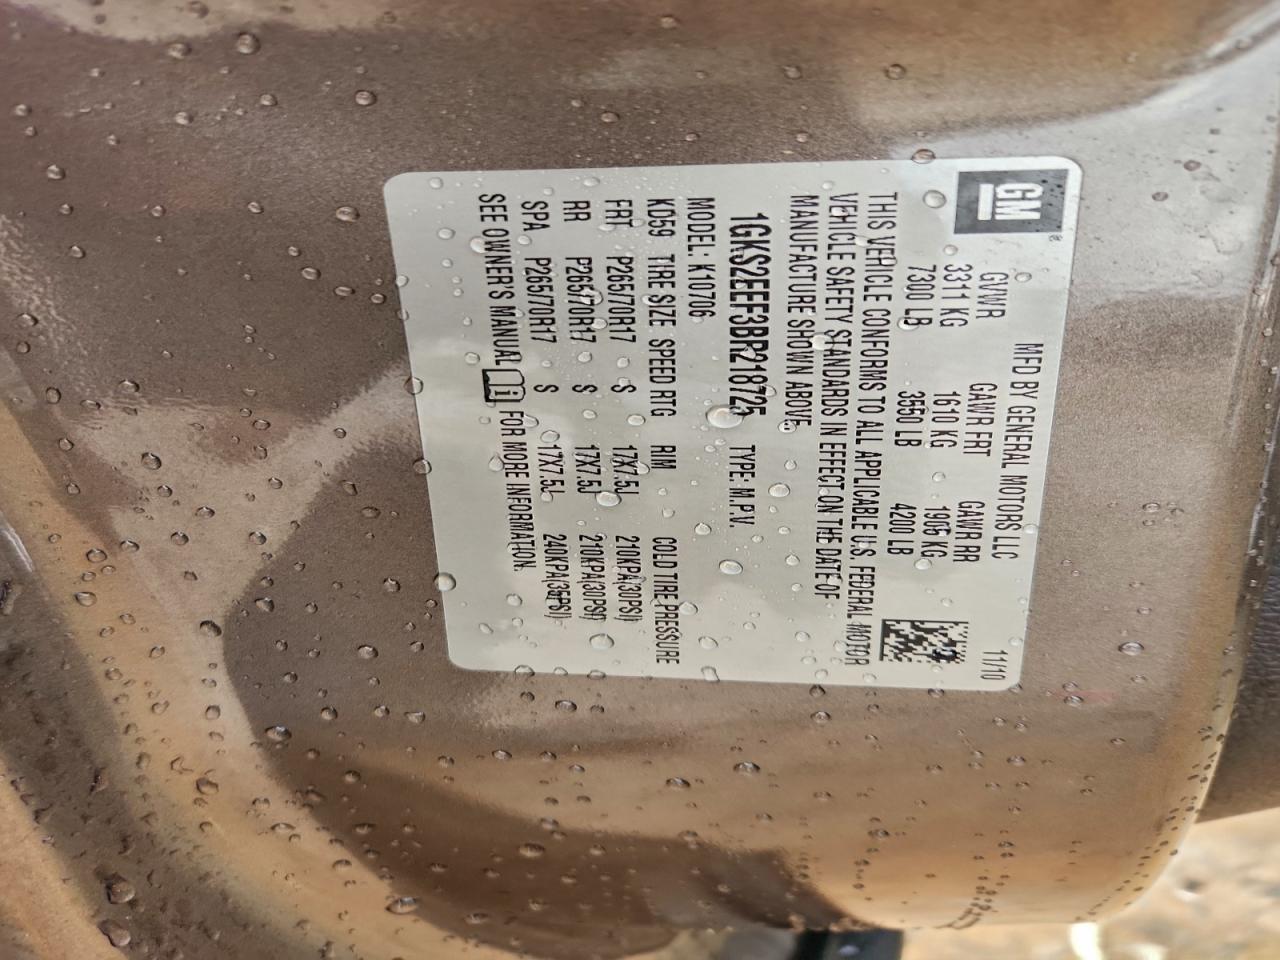 GM®
MFD BY GENERAL MOTORS LLC 11/10
GVWR GAWR FRT GAWR RR
3311 KG 1610 KG 1905 KG
7300 LB 3550 LB 4200 LB
THIS VEHICLE CONFORMS TO ALL APPLICABLE U.S. FEDERAL MOTOR
VEHICLE SAFETY STANDARDS IN EFFECT ON THE DATE OF
MANUFACTURE SHOWN ABOVE.
1GKS2EEF3BR218725 TYPE: M.P.V.
MODEL: K10706
KD59 TIRE SIZE SPEED RTG RIM COLD TIRE PRESSURE
FRT P265/70R17 S 17X7.5J 210KPA(30PSI)
RR P265/70R17 S 17X7.5J 210KPA(30PSI)
SPA P265/70R17 S 17X7.5J 240KPA(35PSI)
SEE OWNER'S MANUAL i FOR MORE INFORMATION.